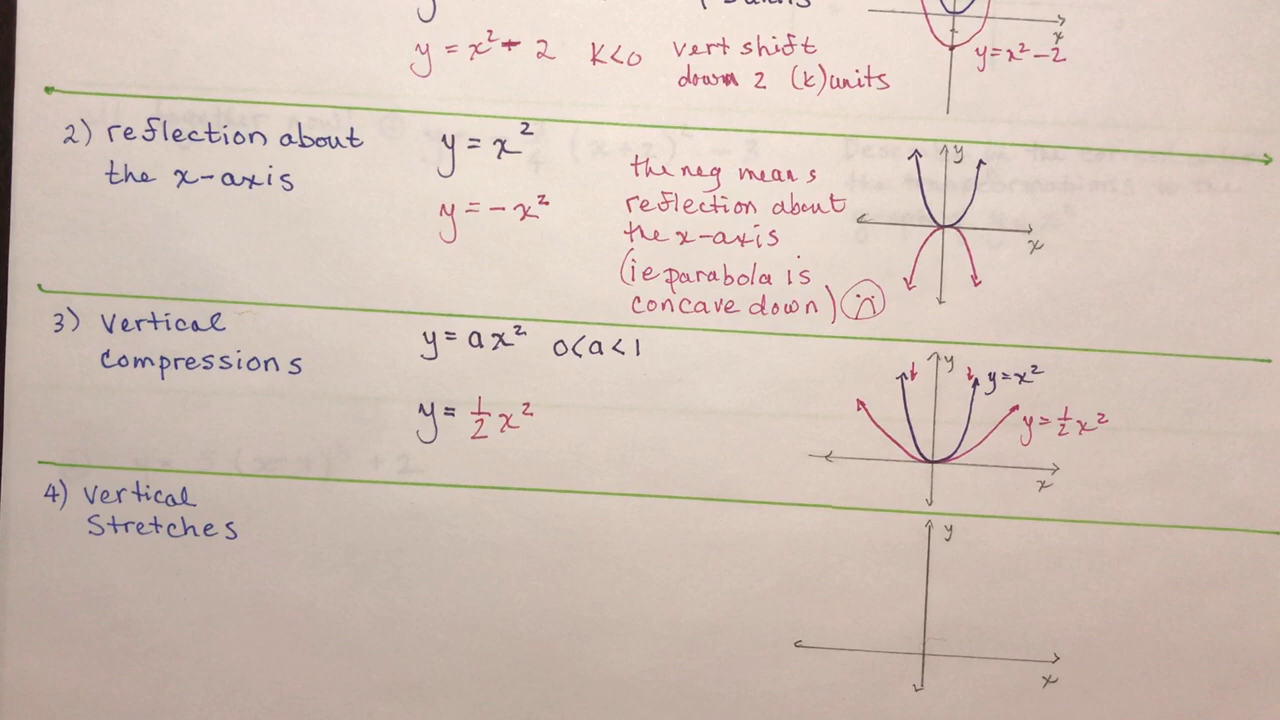 y = x² - 2 K<0 vert shift
down 2 (k) units
x
y = x² - 2
2) reflection about
the x-axis
y = x²
y = -x²
the neg means
reflection about
the x-axis
(ie parabola is
concave down)
y
x
3) Vertical
Compressions
y = ax² 0<a<1
y = ½x²
y
y = x²
y = ½x²
x
4) Vertical
Stretches
y
x